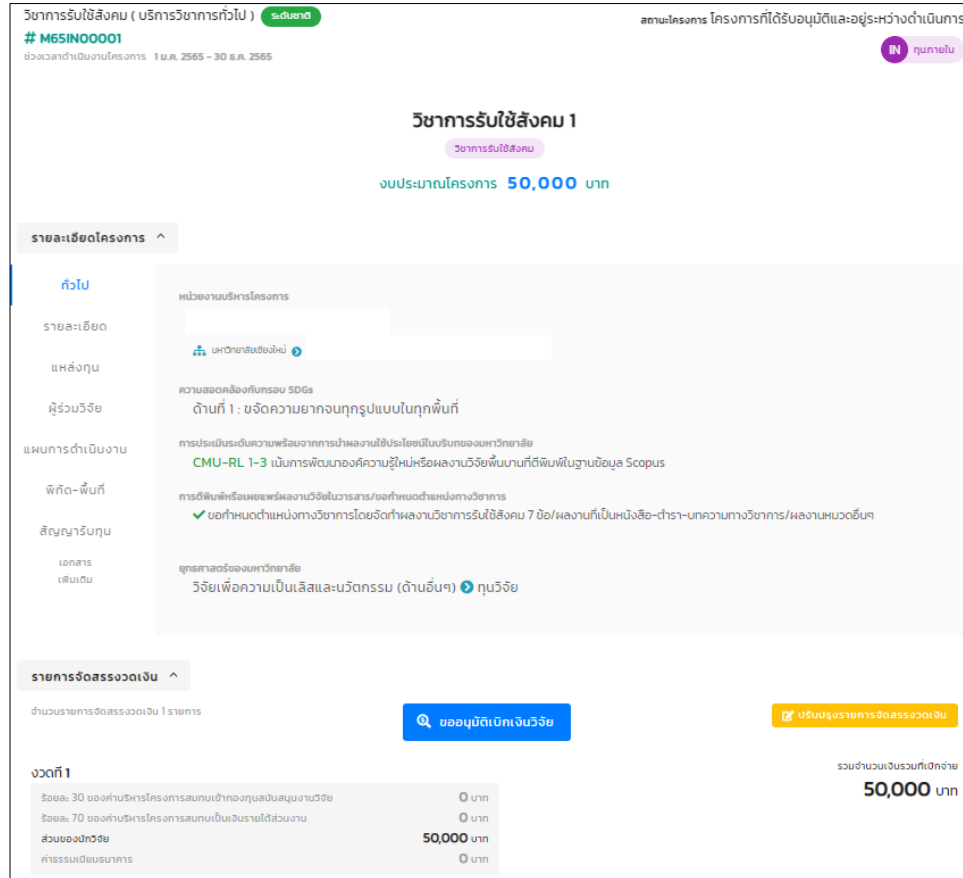 วิชาการรับใช้สังคม ( บริการวิชาการทั่วไป ) ระดับชาติ
สถานะโครงการ โครงการที่ได้รับอนุมัติและอยู่ระหว่างดำเนินการ
# M65IN00001
ช่วงเวลาดำเนินงานโครงการ 1 ม.ค. 2565 - 30 ธ.ค. 2565
IN ทุนภายใน
วิชาการรับใช้สังคม 1
วิชาการรับใช้สังคม
งบประมาณโครงการ 50,000 บาท
รายละเอียดโครงการ
ทั่วไป
รายละเอียด
แหล่งทุน
ผู้ร่วมวิจัย
แผนการดำเนินงาน
พิกัด-พื้นที่
สัญญารับทุน
เอกสาร
เพิ่มเติม
หน่วยงานบริหารโครงการ
มหาวิทยาลัยเชียงใหม่
ความสอดคล้องกับกรอบ SDGs
ด้านที่ 1 : ขจัดความยากจนทุกรูปแบบในทุกพื้นที่
การประเมินระดับความพร้อมจากการนำผลงานใช้ประโยชน์ในบริบทของมหาวิทยาลัย
CMU-RL 1-3 เน้นการพัฒนาองค์ความรู้ใหม่หรือผลงานวิจัยพื้นบานที่ตีพิมพ์ในฐานข้อมูล Scopus
การตีพิมพ์หรือเผยแพร่ผลงานวิจัยในวารสาร/ขอกำหนดตำแหน่งทางวิชาการ
✓ ขอกำหนดตำแหน่งทางวิชาการโดยจัดทำผลงานวิชาการรับใช้สังคม 7 ข้อ/ผลงานที่เป็นหนังสือ-ตำรา-บทความทางวิชาการ/ผลงานหมวดอื่นๆ
ยุทธศาสตร์ของมหาวิทยาลัย
วิจัยเพื่อความเป็นเลิสและนวัตกรรม (ด้านอื่นๆ) ทุนวิจัย
รายการจัดสรรงวดเงิน
จำนวนรายการจัดสรรงวดเงิน 1 รายการ
ขออนุมัติเบิกเงินวิจัย
ปรับปรุงรายการจัดสรรงวดเงิน
งวดที่ 1
รวมจำนวนเงินรวมที่เบิกจ่าย
50,000 บาท
ร้อยละ 30 ของค่าบริหารโครงการสมทบเข้ากองทุนสนับสนุนงานวิจัย 0 บาท
ร้อยละ 70 ของค่าบริหารโครงการสมทบเป็นเงินรายได้ส่วนงาน 0 บาท
ส่วนของนักวิจัย 50,000 บาท
ค่าธรรมเนียมธนาคาร 0 บาท